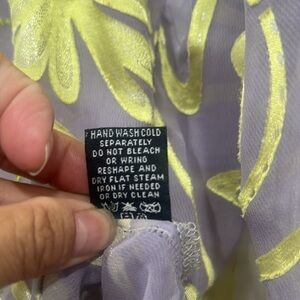 HAND WASH COLD
SEPARATELY
DO NOT BLEACH
OR WRING
RESHAPE AND
DRY FLAT STEAM
IRON IF NEEDED
OR DRY CLEAN